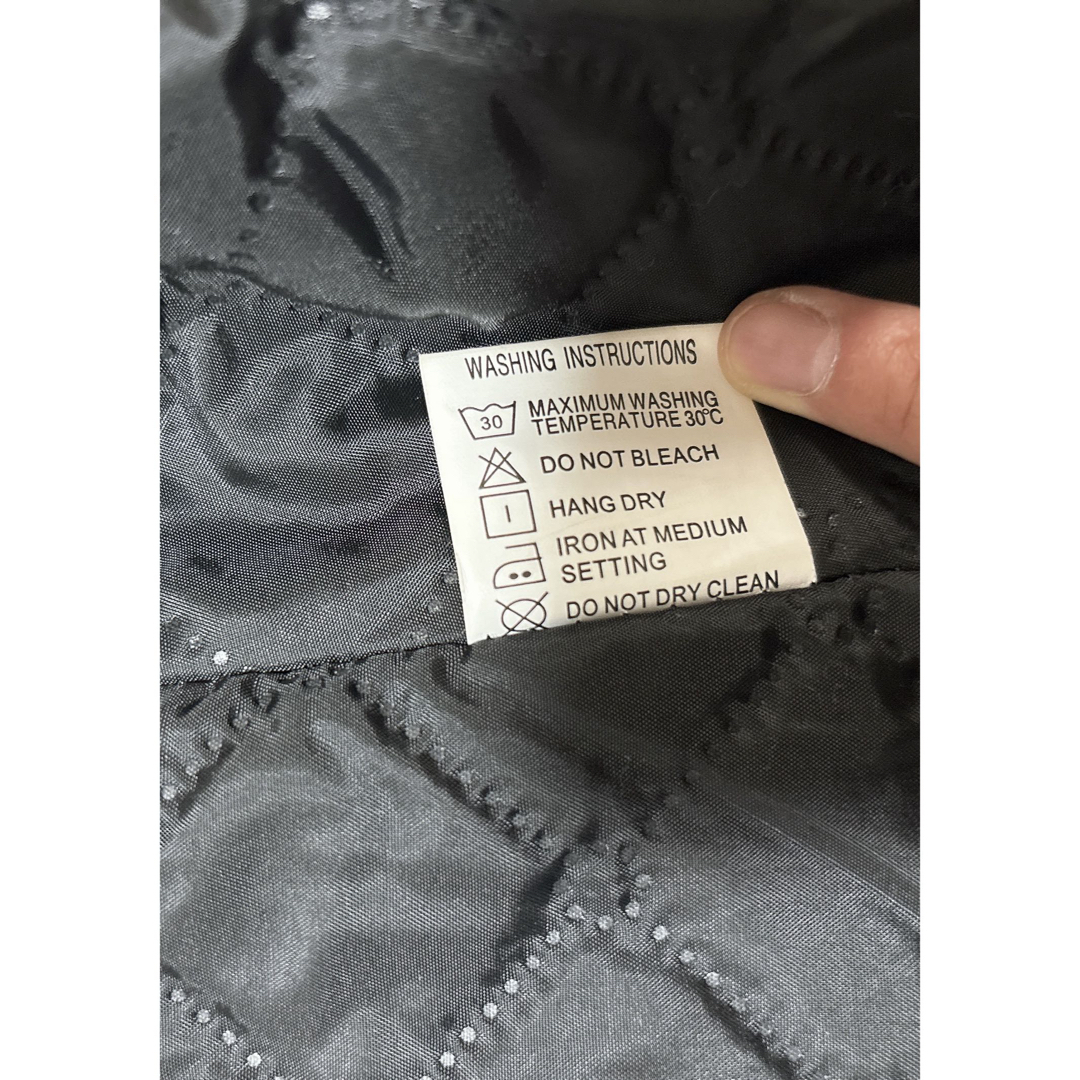 WASHING INSTRUCTIONS
30
MAXIMUM WASHING
TEMPERATURE 30°C
DO NOT BLEACH
HANG DRY
IRON AT MEDIUM
SETTING
DO NOT DRY CLEAN